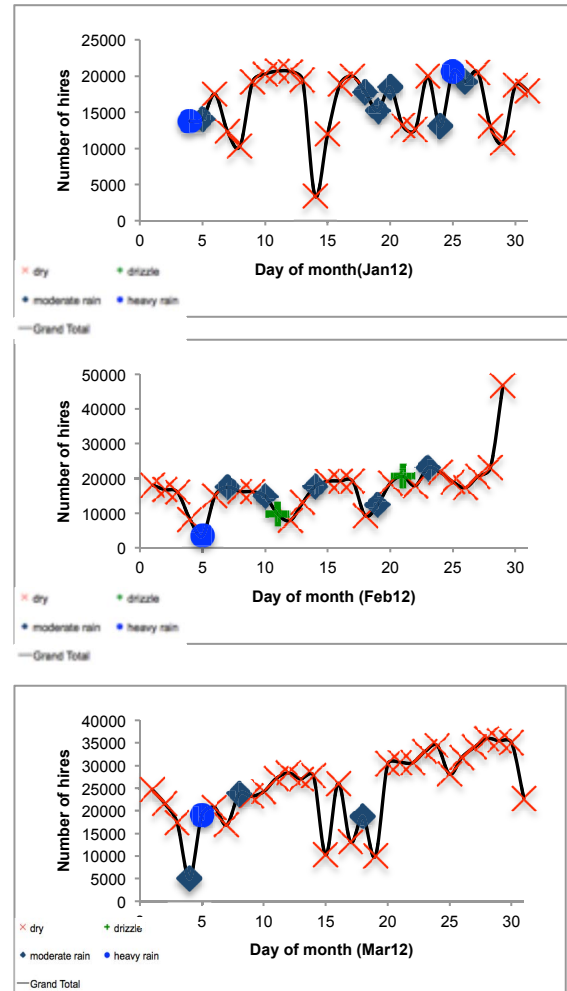 25000
20000
15000
10000
5000
0
Number of hires
0 5 10 15 20 25 30
Day of month(Jan12)
dry drizzle
moderate rain heavy rain
Grand Total
50000
40000
30000
20000
10000
0
Number of hires
0 5 10 15 20 25 30
Day of month (Feb12)
dry drizzle
moderate rain heavy rain
Grand Total
40000
35000
30000
25000
20000
15000
10000
5000
0
Number of hires
5 10 15 20 25 30
Day of month (Mar12)
dry drizzle
moderate rain heavy rain
Grand Total